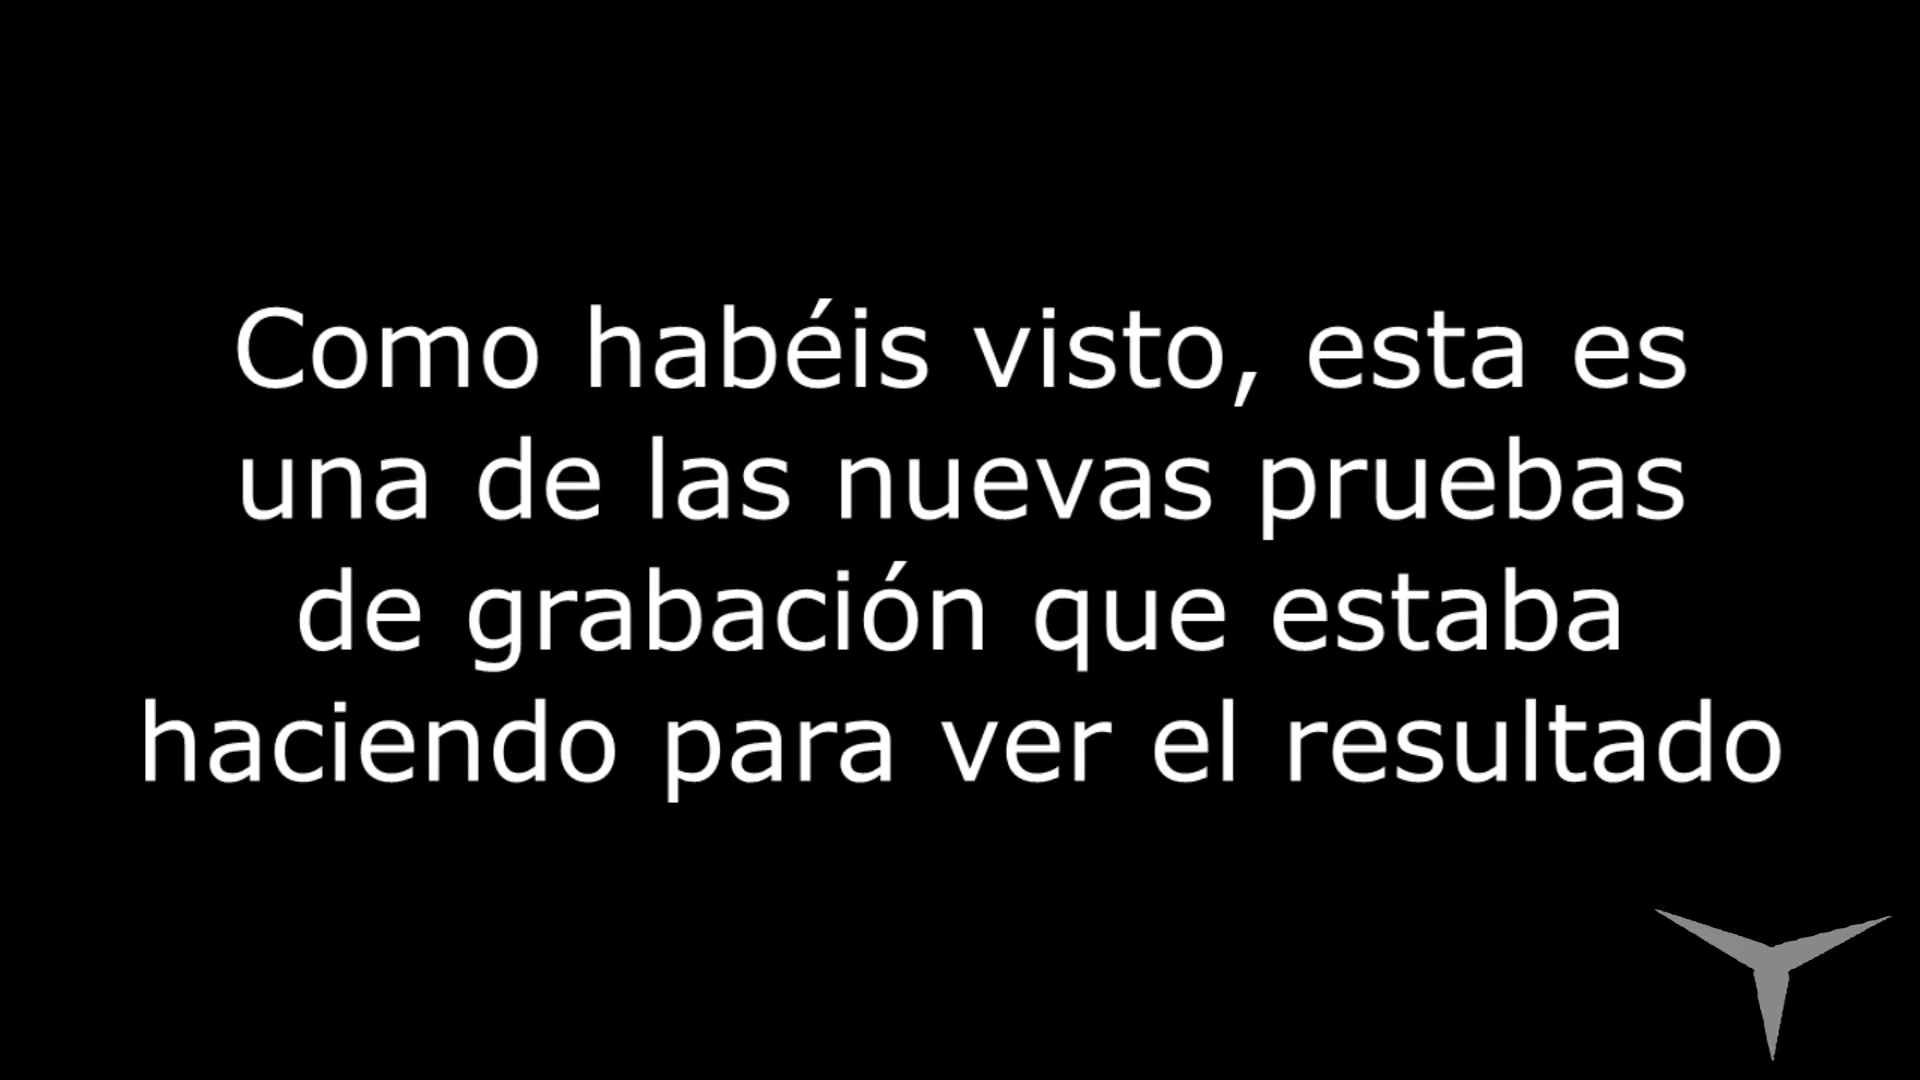 Como habéis visto, esta es
una de las nuevas pruebas
de grabación que estaba
haciendo para ver el resultado